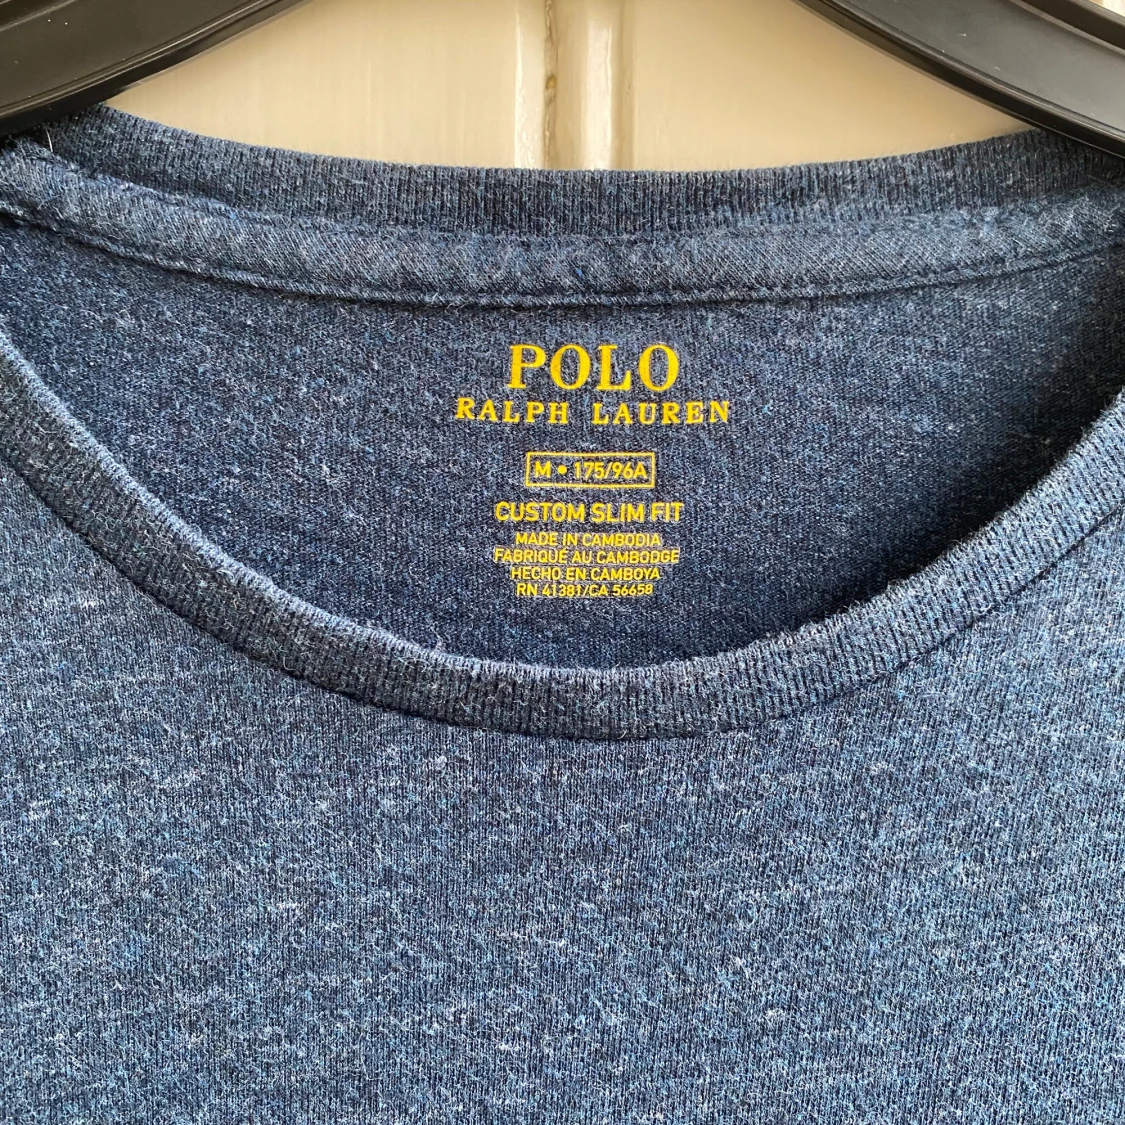 POLO
RALPH LAUREN
M • 175/96A
CUSTOM SLIM FIT
MADE IN CAMBODIA
FABRIQUÉ AU CAMBODGE
HECHO EN CAMBOYA
RN 41381/CA 56658